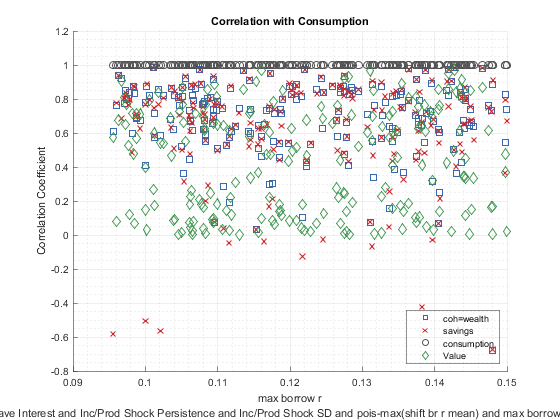 Correlation with Consumption
1.2
1
0.8
0.6
0.4
0.2
0
-0.2
-0.4
-0.6
-0.8
Correlation Coefficient
coh=wealth
savings
consumption
Value
0.09 0.1 0.11 0.12 0.13 0.14 0.15
max borrow r
ave Interest and Inc/Prod Shock Persistence and Inc/Prod Shock SD and pois-max(shift br r mean) and max borrow